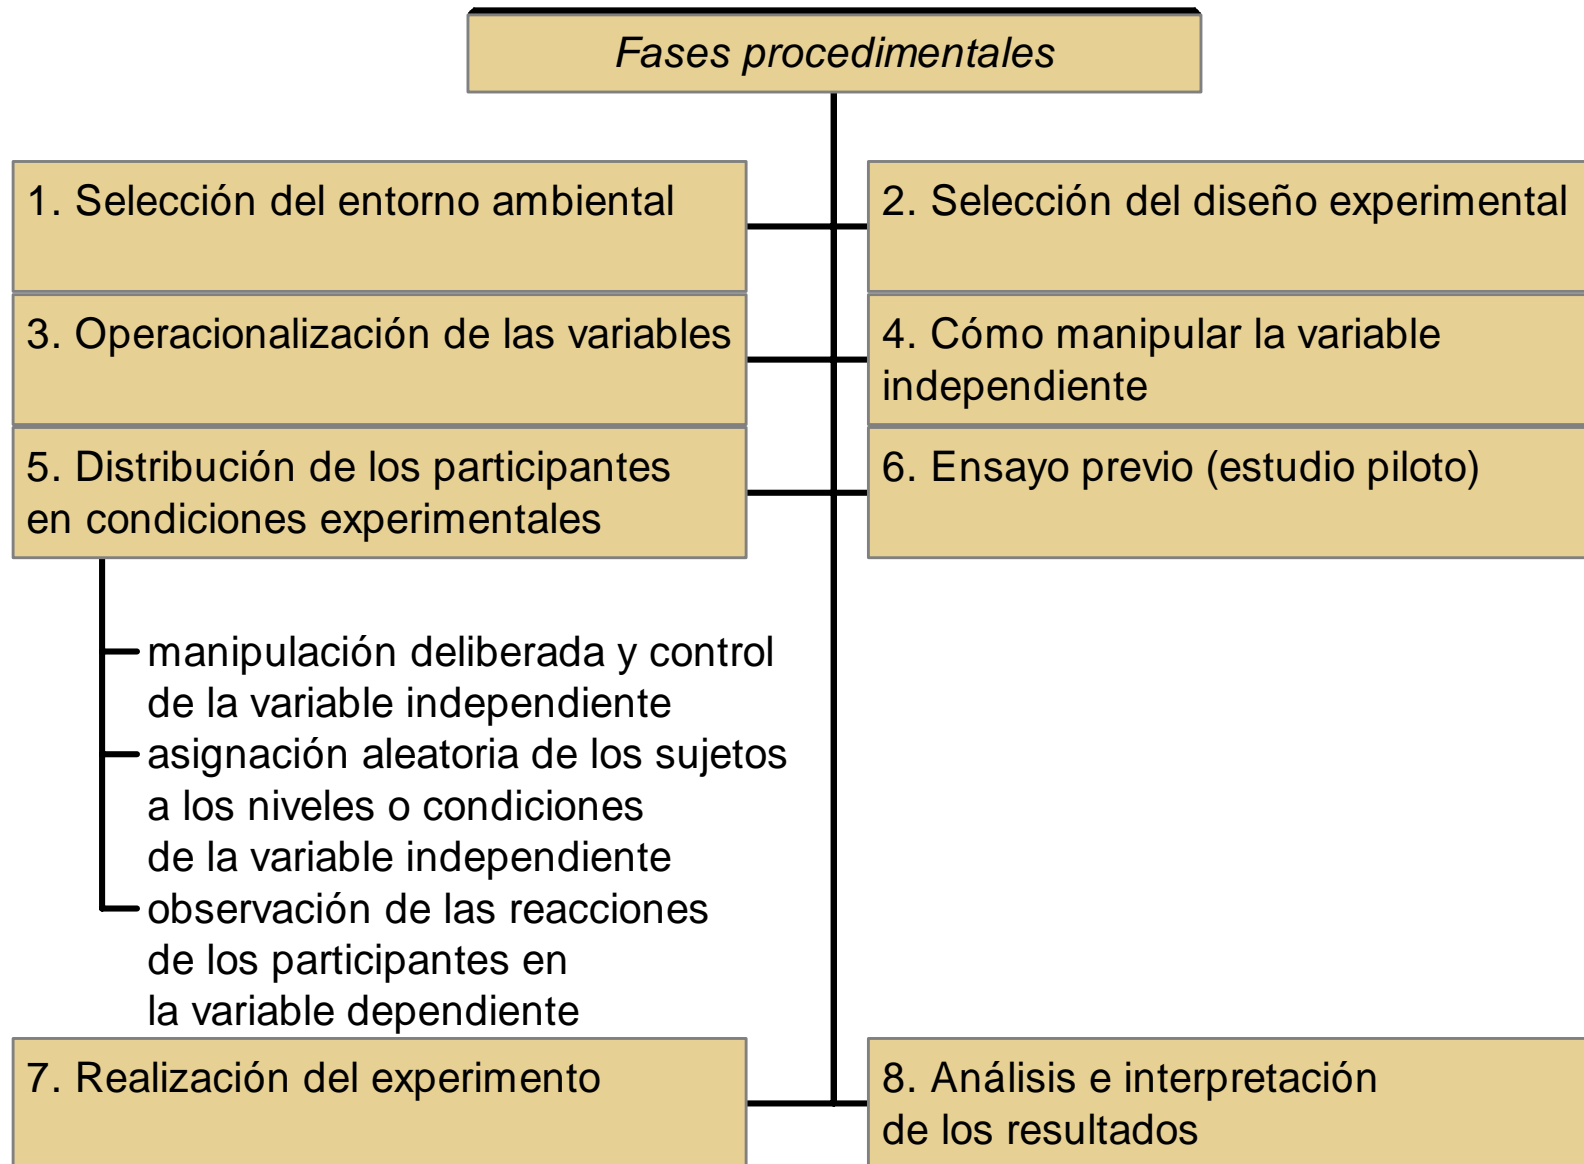 Fases procedimentales
1. Selección del entorno ambiental
2. Selección del diseño experimental
3. Operacionalización de las variables
4. Cómo manipular la variable
independiente
5. Distribución de los participantes
en condiciones experimentales
6. Ensayo previo (estudio piloto)
manipulación deliberada y control
de la variable independiente
asignación aleatoria de los sujetos
a los niveles o condiciones
de la variable independiente
observación de las reacciones
de los participantes en
la variable dependiente
7. Realización del experimento
8. Análisis e interpretación
de los resultados